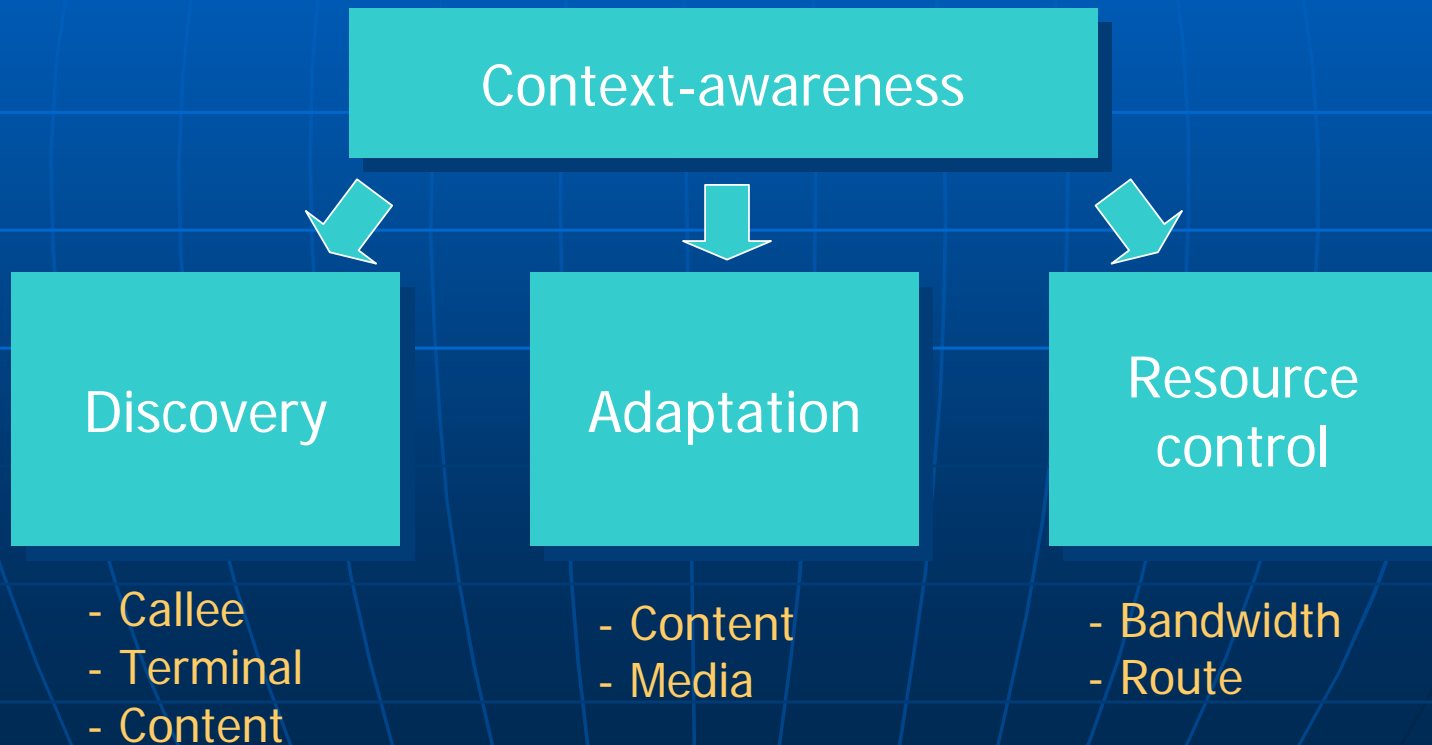 Context-awareness
Discovery
- Callee
- Terminal
- Content
Adaptation
- Content
- Media
Resource
control
- Bandwidth
- Route